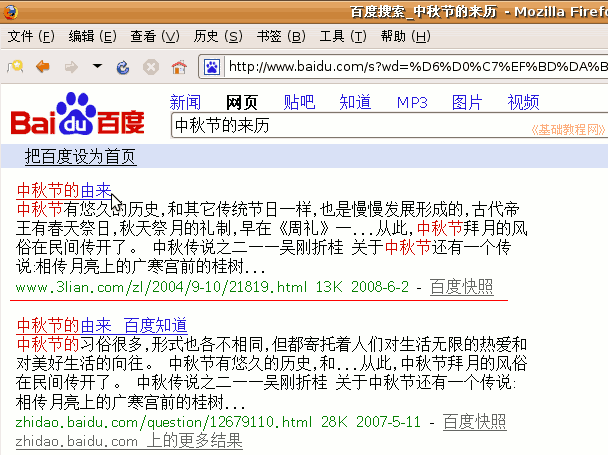 百度搜索_中秋节的来历 - Mozilla Firefo
文件 (F) 编辑 (E) 查看 (V) 历史 (S) 书签 (B) 工具 (T) 帮助 (H)
http://www.baidu.com/s?wd=%D6%D0%C7%EF%BD%DA%B
Bai du 百度
新闻 网页 贴吧 知道 MP3 图片 视频
中秋节的来历
《基础教程网》
把百度设为首页
中秋节的由来
中秋节有悠久的历史,和其它传统节日一样,也是慢慢发展形成的,古代帝
王有春天祭日,秋天祭月的礼制,早在《周礼》一...从此,中秋节拜月的风
俗在民间传开了。 中秋传说之二一一吴刚折桂 关于中秋节还有一个传
说:相传月亮上的广寒宫前的桂树...
www.3lian.com/zl/2004/9-10/21819.html 13K 2008-6-2 - 百度快照
中秋节的由来 百度知道
中秋节的习俗很多,形式也各不相同,但都寄托着人们对生活无限的热爱和
对美好生活的向往。 中秋节有悠久的历史,和...从此,中秋节拜月的风俗
在民间传开了。 中秋传说之二一一吴刚折桂 关于中秋节还有一个传说:
相传月亮上的广寒宫前的桂树...
zhidao.baidu.com/question/12679110.html 28K 2007-5-11 - 百度快照
zhidao.baidu.com 上的更多结果